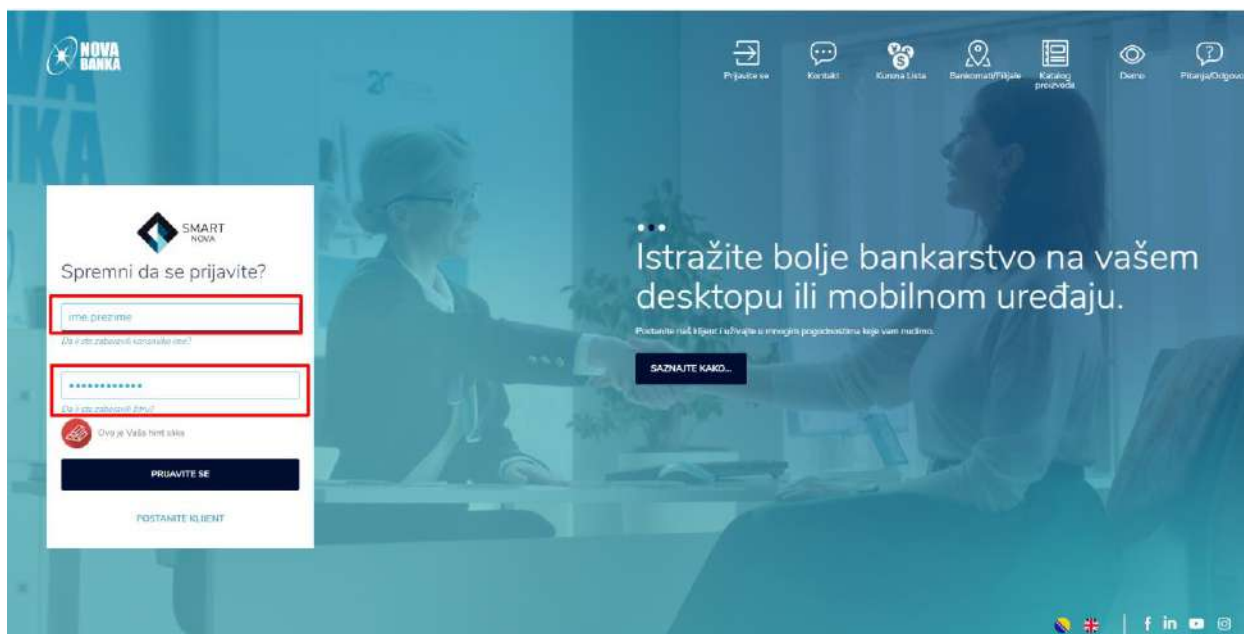 NOVA
BANKA
Prijavite se
Kontakt
Kursna Lista
Bankomati/Filijale
Katalog
proizvoda
Demo
Pitanja/Odgovo
SMART
NOVA
Spremni da se prijavite?
ime.prezime
Da li ste zaboravili korisničko ime?
••••••••••••
Da li ste zaboravili šifru?
Ovo je Vaša hint slika
PRIJAVITE SE
POSTANITE KLIJENT
Istražite bolje bankarstvo na vašem
desktopu ili mobilnom uređaju.
Postanite naš klijent i uživajte u mnogim pogodnostima koje vam nudimo.
SAZNAJTE KAKO...